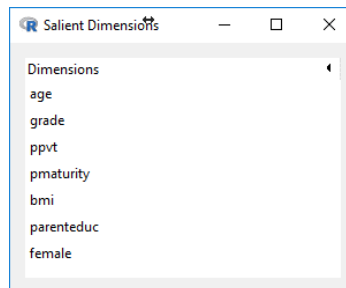 Salient Dimensions
Dimensions
age
grade
ppvt
pmaturity
bmi
parenteduc
female